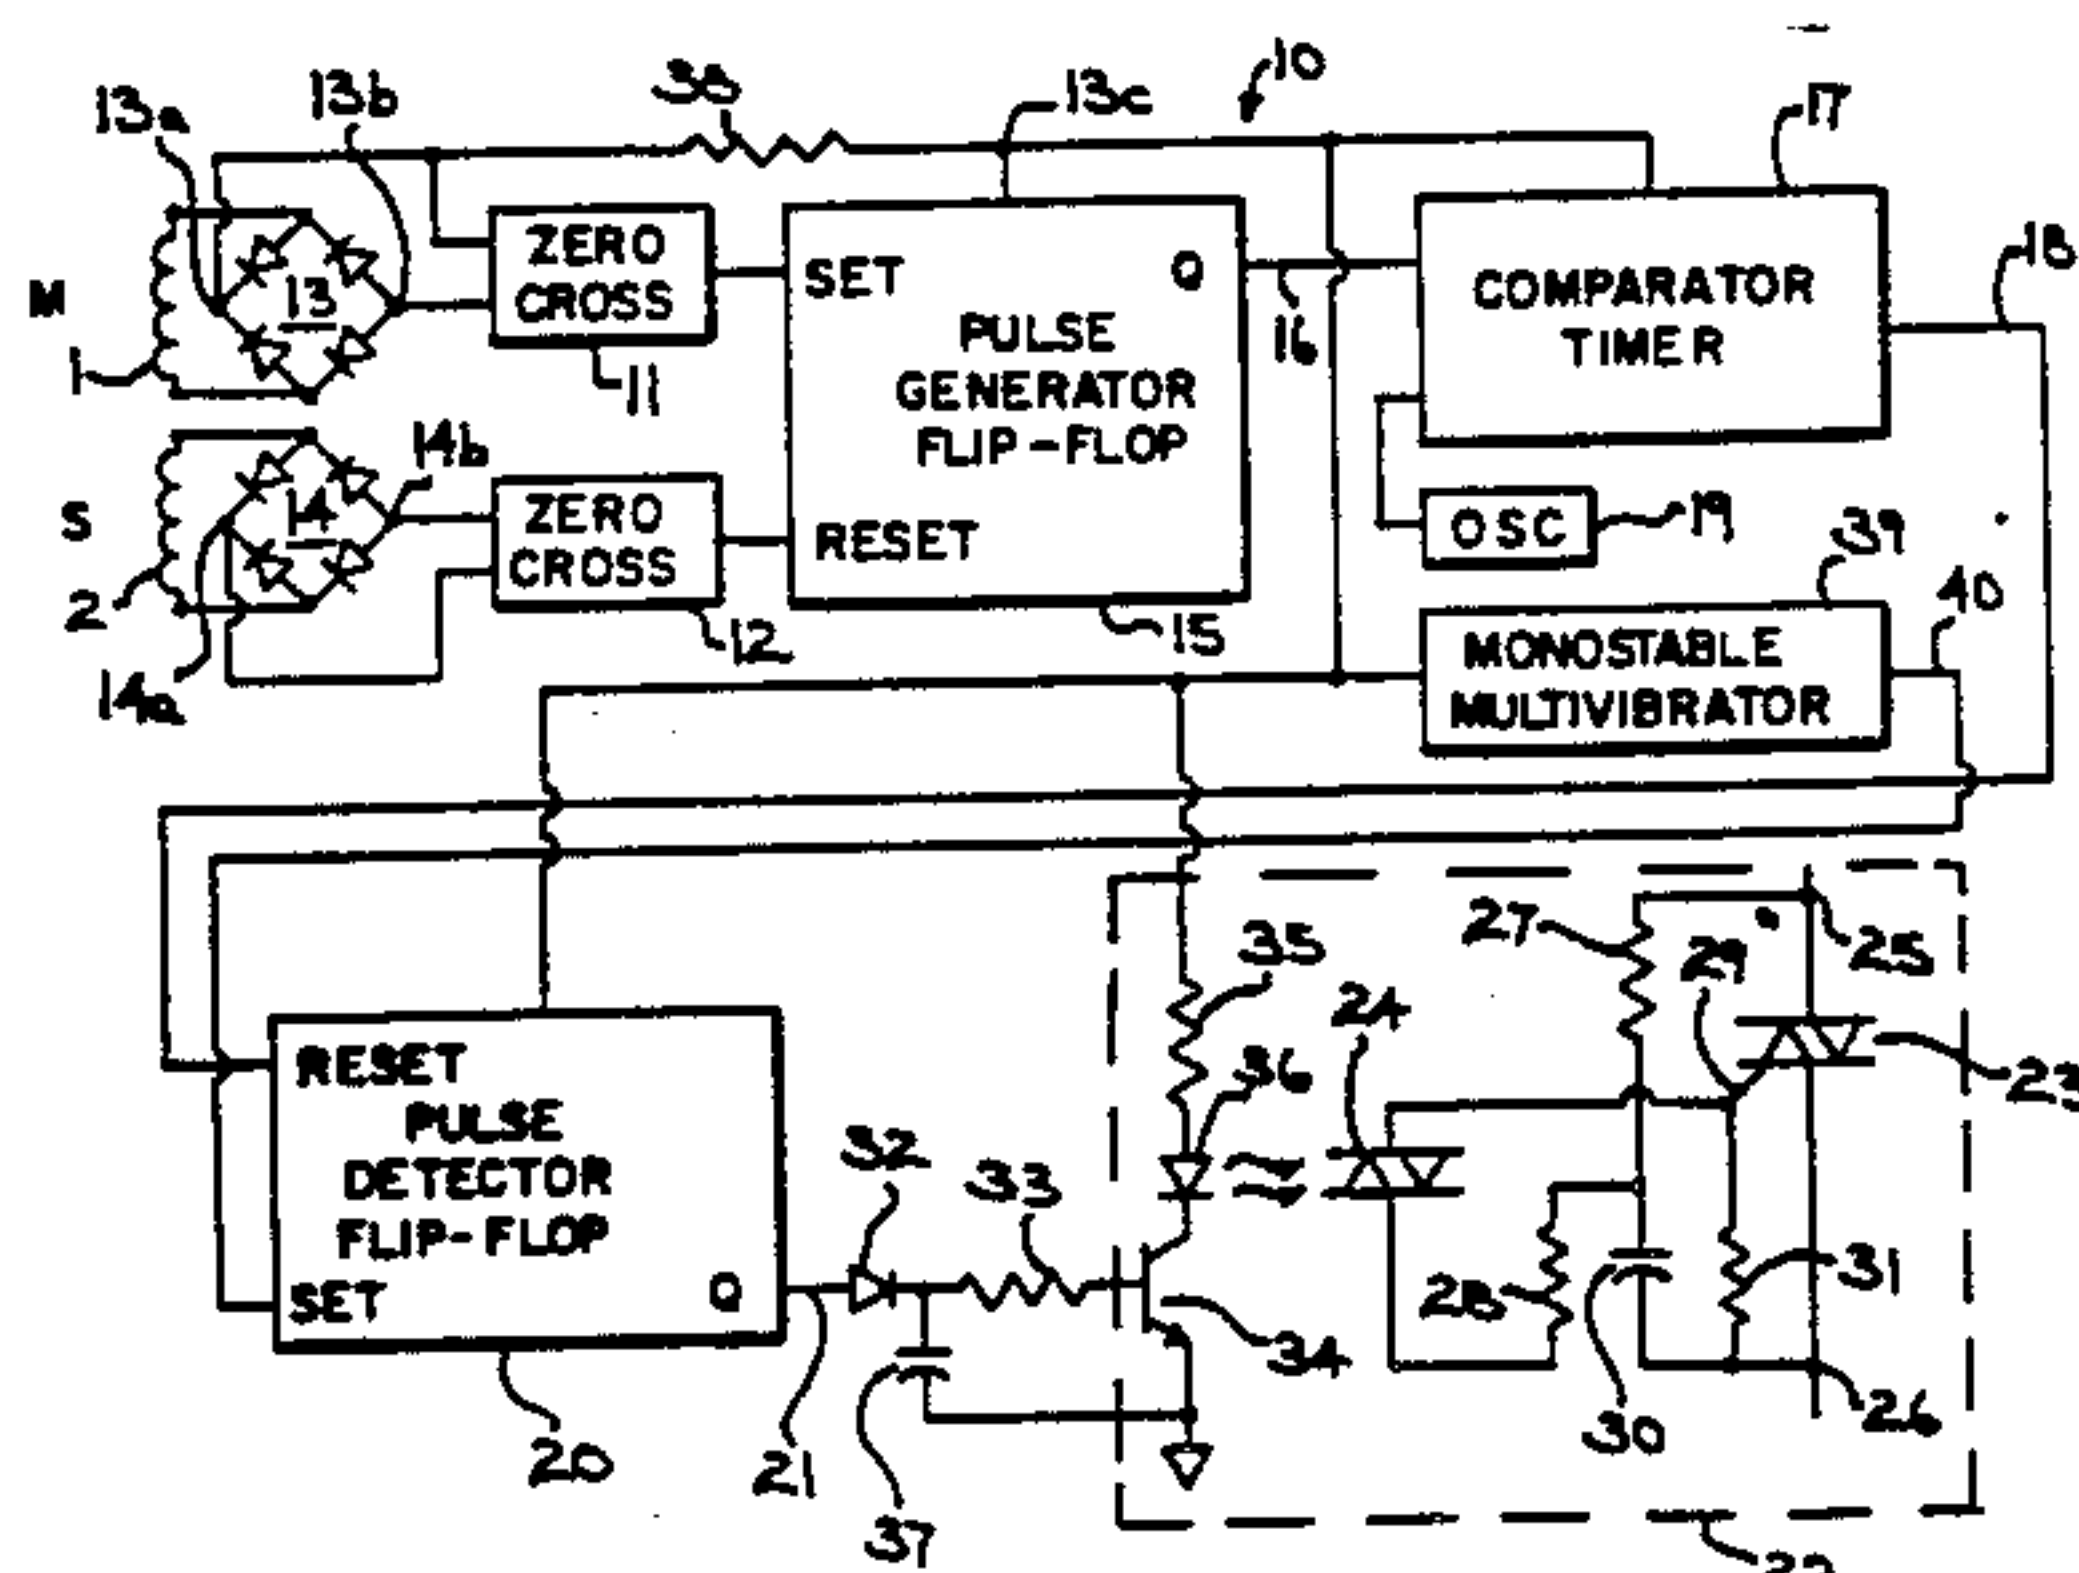 10
38
13a
13b
13c
17
M
1
13
ZERO
CROSS
11
SET
Q
PULSE
GENERATOR
FLIP-FLOP
RESET
15
16
COMPARATOR
TIMER
18
S
2
14
14b
14a
ZERO
CROSS
12
OSC
19
39
MONOSTABLE
MULTIVIBRATOR
40
RESET
PULSE
DETECTOR
FLIP-FLOP
SET
Q
20
21
32
33
37
34
35
36
24
27
29
25
23
28
30
31
26